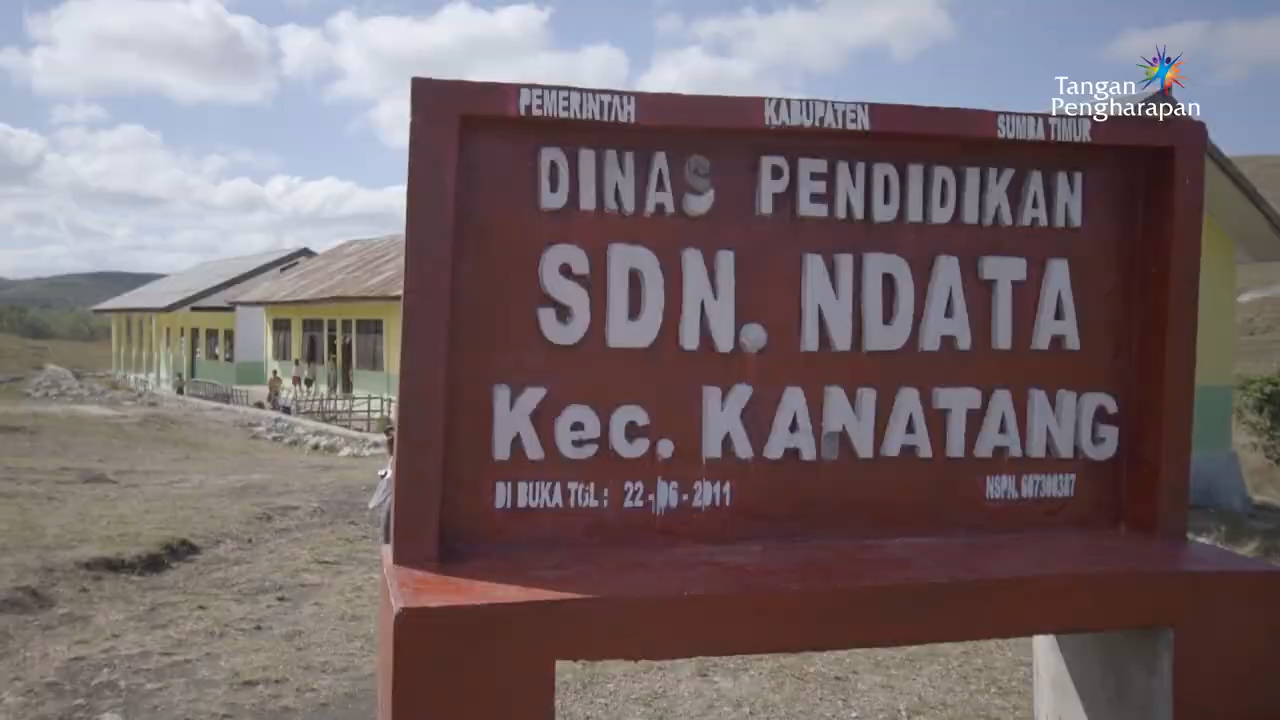 Tangan
Pengharapan
PEMERINTAH KABUPATEN SUMBA TIMUR
DINAS PENDIDIKAN
SDN. NDATA
Kec. KANATANG
DI BUKA TGL : 22-06-2011
NSPN.